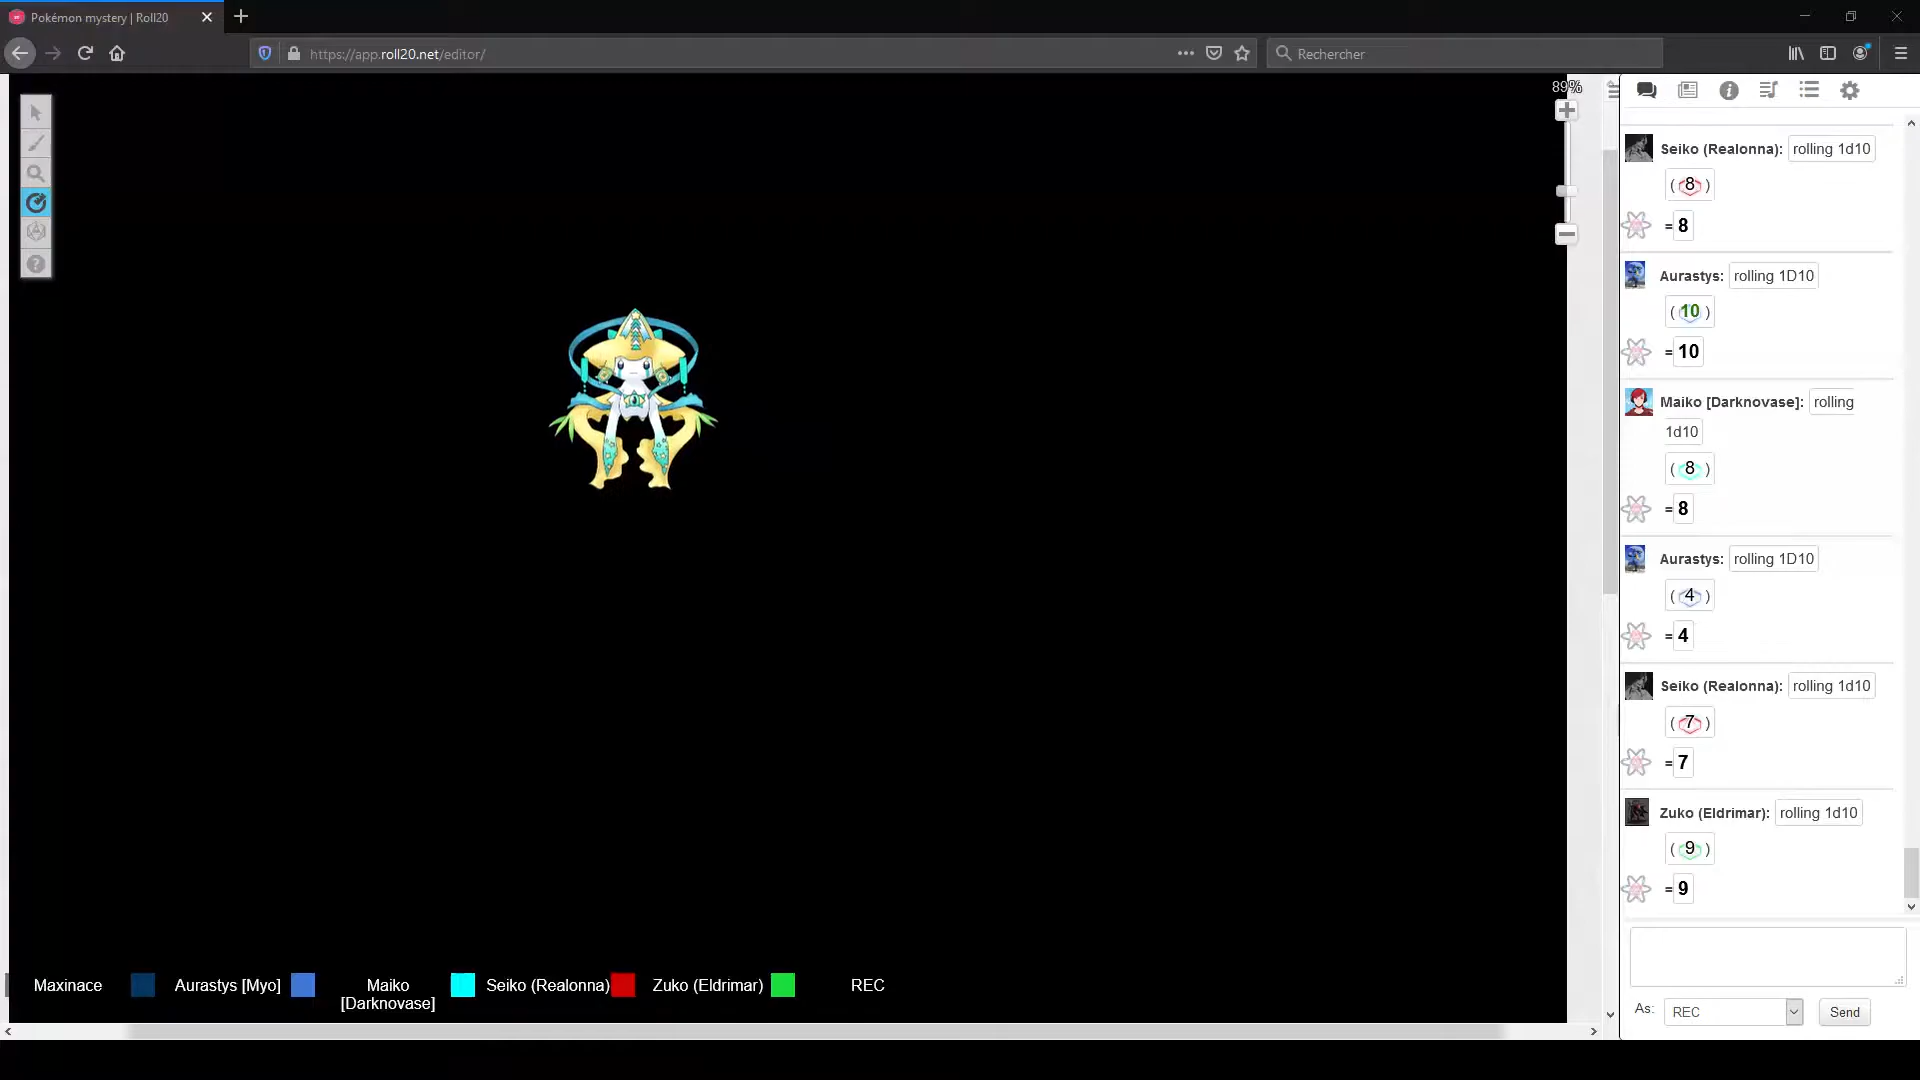 Pokémon mystery | Roll20
https://app.roll20.net/editor/
Rechercher
89%
Seiko (Realonna): rolling 1d10
( 8 )
= 8
Aurastys: rolling 1D10
( 10 )
= 10
Maiko [Darknovase]: rolling
1d10
( 8 )
= 8
Aurastys: rolling 1D10
( 4 )
= 4
Seiko (Realonna): rolling 1d10
( 7 )
= 7
Zuko (Eldrimar): rolling 1d10
( 9 )
= 9
Maxinace
Aurastys [Myo]
Maiko
[Darknovase]
Seiko (Realonna)
Zuko (Eldrimar)
REC
As: REC Send